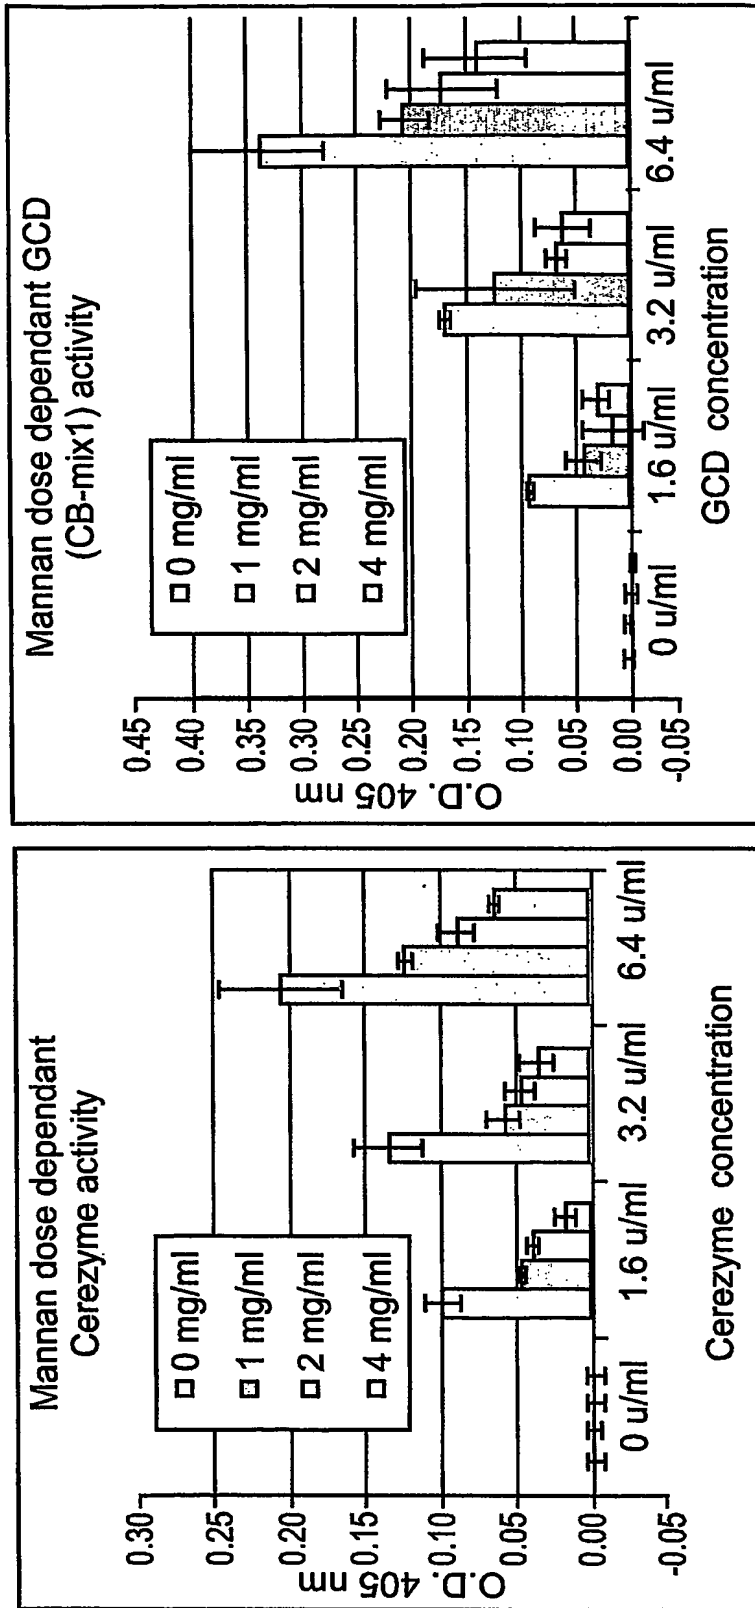 Mannan dose dependant
Cerezyme activity
0 mg/ml
1 mg/ml
2 mg/ml
4 mg/ml
0.30
0.25
0.20
0.15
0.10
0.05
0.00
-0.05
O.D. 405 nm
0 u/ml
1.6 u/ml
3.2 u/ml
6.4 u/ml
Cerezyme concentration
Mannan dose dependant GCD
(CB-mix1) activity
0 mg/ml
1 mg/ml
2 mg/ml
4 mg/ml
0.45
0.40
0.35
0.30
0.25
0.20
0.15
0.10
0.05
0.00
-0.05
O.D. 405 nm
0 u/ml
1.6 u/ml
3.2 u/ml
6.4 u/ml
GCD concentration